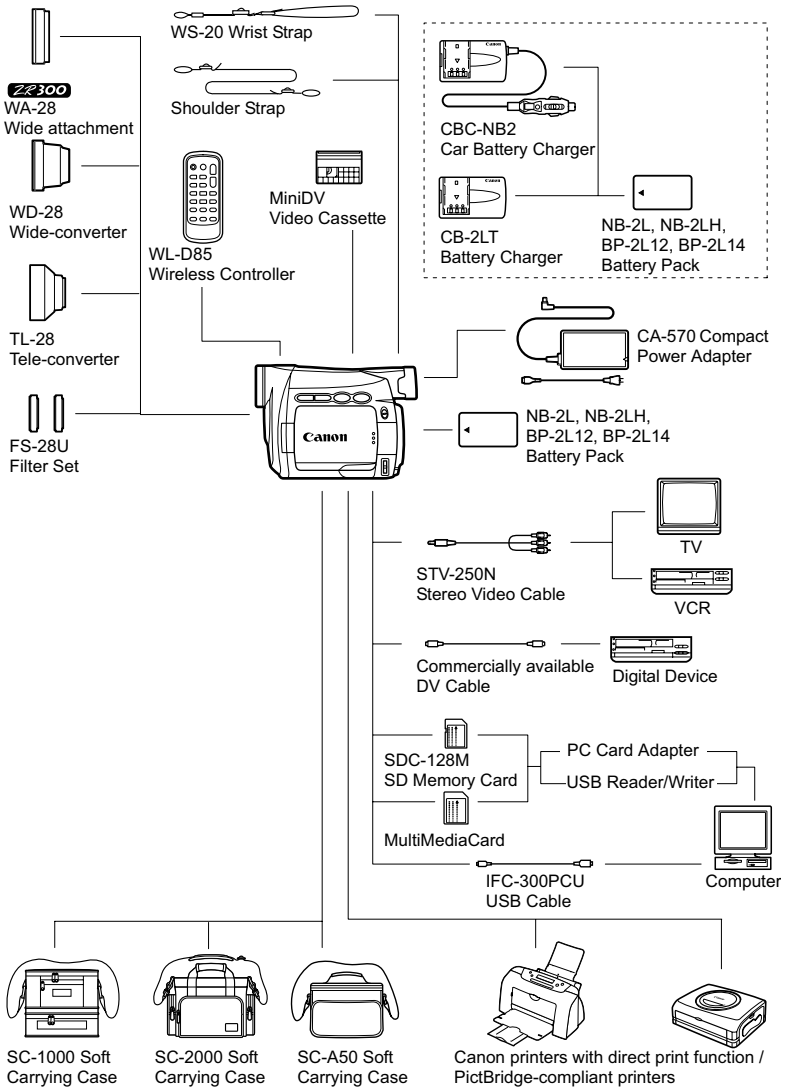 WS-20 Wrist Strap
Shoulder Strap
ZR300
WA-28
Wide attachment
WD-28
Wide-converter
TL-28
Tele-converter
FS-28U
Filter Set
WL-D85
Wireless Controller
MiniDV
Video Cassette
Canon
CBC-NB2
Car Battery Charger
Canon
CB-2LT
Battery Charger
NB-2L, NB-2LH,
BP-2L12, BP-2L14
Battery Pack
CA-570 Compact
Power Adapter
Canon
NB-2L, NB-2LH,
BP-2L12, BP-2L14
Battery Pack
STV-250N
Stereo Video Cable
TV
VCR
Commercially available
DV Cable
Digital Device
SDC-128M
SD Memory Card
PC Card Adapter
USB Reader/Writer
MultiMediaCard
IFC-300PCU
USB Cable
Computer
SC-1000 Soft
Carrying Case
SC-2000 Soft
Carrying Case
SC-A50 Soft
Carrying Case
Canon printers with direct print function /
PictBridge-compliant printers